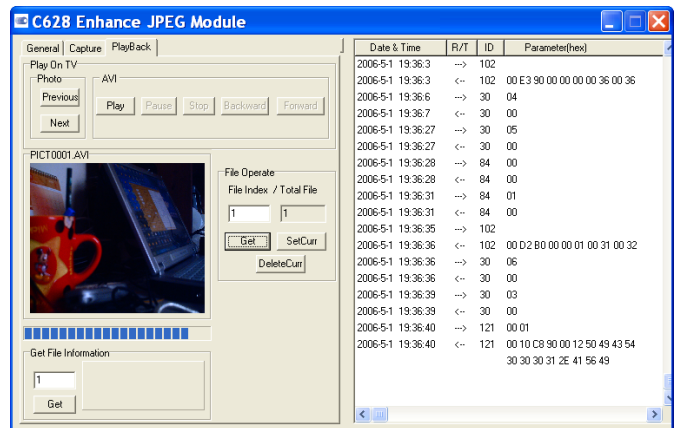 C628 Enhance JPEG Module
General Capture PlayBack
Play On TV
Photo
Previous
Next
AVI
Play Pause Stop Backward Forward
PICT0001.AVI
File Operate
File Index / Total File
1 1
Get SetCurr
DeleteCurr
Get File Information
1
Get
Date & Time R/T ID Parameter(hex)
2006-5-1 19:36:3 --> 102
2006-5-1 19:36:3 <-- 102 00 E3 90 00 00 00 00 36 00 36
2006-5-1 19:36:6 --> 30 04
2006-5-1 19:36:7 <-- 30 00
2006-5-1 19:36:27 --> 30 05
2006-5-1 19:36:27 <-- 30 00
2006-5-1 19:36:28 --> 84 00
2006-5-1 19:36:28 <-- 84 00
2006-5-1 19:36:31 --> 84 01
2006-5-1 19:36:31 <-- 84 00
2006-5-1 19:36:35 --> 102
2006-5-1 19:36:36 <-- 102 00 D2 B0 00 00 01 00 31 00 32
2006-5-1 19:36:36 --> 30 06
2006-5-1 19:36:36 <-- 30 00
2006-5-1 19:36:39 --> 30 03
2006-5-1 19:36:39 <-- 30 00
2006-5-1 19:36:40 --> 121 00 01
2006-5-1 19:36:40 <-- 121 00 10 C8 90 00 12 50 49 43 54
30 30 30 31 2E 41 56 49